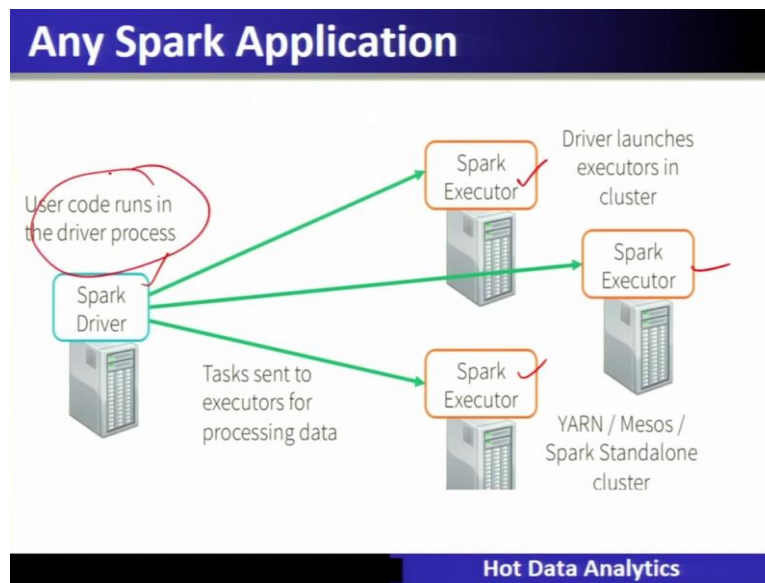 Any Spark Application
User code runs in
the driver process
Spark
Driver
Tasks sent to
executors for
processing data
Spark
Executor
Driver launches
executors in
cluster
Spark
Executor
Spark
Executor
YARN / Mesos /
Spark Standalone
cluster
Hot Data Analytics